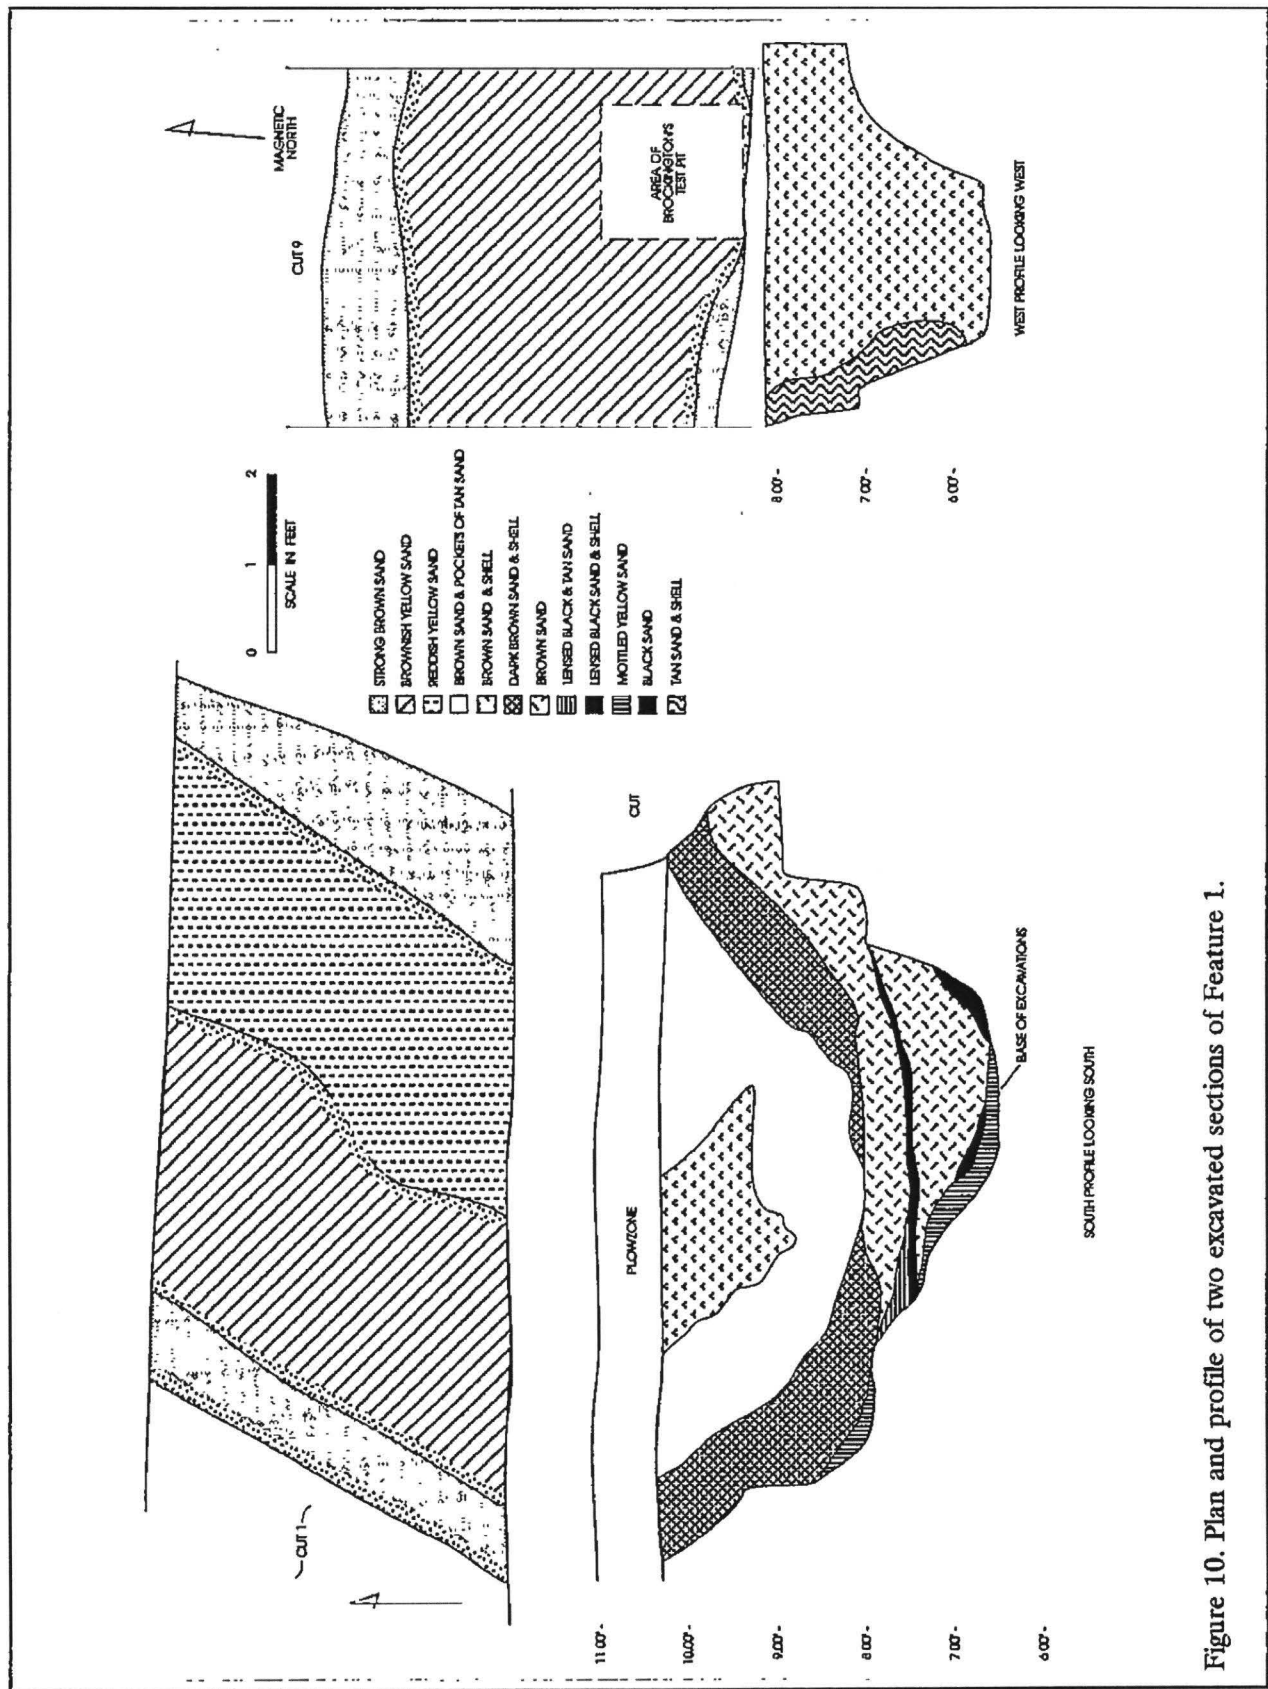 MAGNETIC
NORTH
CUT 9
AREA OF
BROCKINGTON'S
TEST PIT
WEST PROFILE LOOKING WEST
8.00'-
7.00'-
6.00'-
0 1 2
SCALE IN FEET
STRONG BROWN SAND
BROWNISH YELLOW SAND
REDDISH YELLOW SAND
BROWN SAND & POCKETS OF TAN SAND
BROWN SAND & SHELL
DARK BROWN SAND & SHELL
BROWN SAND
LENSED BLACK & TAN SAND
LENSED BLACK SAND & SHELL
MOTTLED YELLOW SAND
BLACK SAND
TAN SAND & SHELL
CUT 1
CUT
PLOWZONE
BASE OF EXCAVATIONS
SOUTH PROFILE LOOKING SOUTH
11.00'-
10.00'-
9.00'-
8.00'-
7.00'-
6.00'-
Figure 10. Plan and profile of two excavated sections of Feature 1.